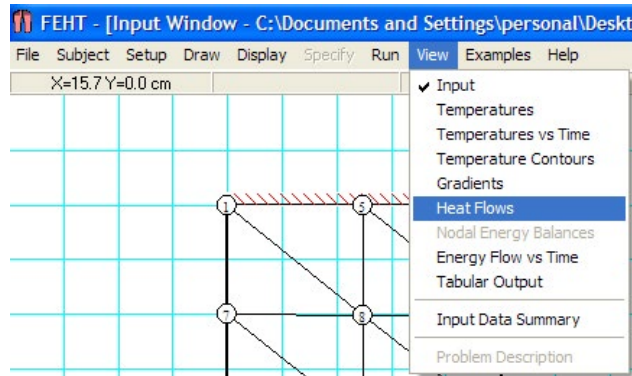 FEHT - [Input Window - C:\Documents and Settings\personal\Deskt
File Subject Setup Draw Display Specify Run View Examples Help
X=15.7 Y=0.0 cm
✓ Input
Temperatures
Temperatures vs Time
Temperature Contours
Gradients
Heat Flows
Nodal Energy Balances
Energy Flow vs Time
Tabular Output
Input Data Summary
Problem Description
1 5
7 8